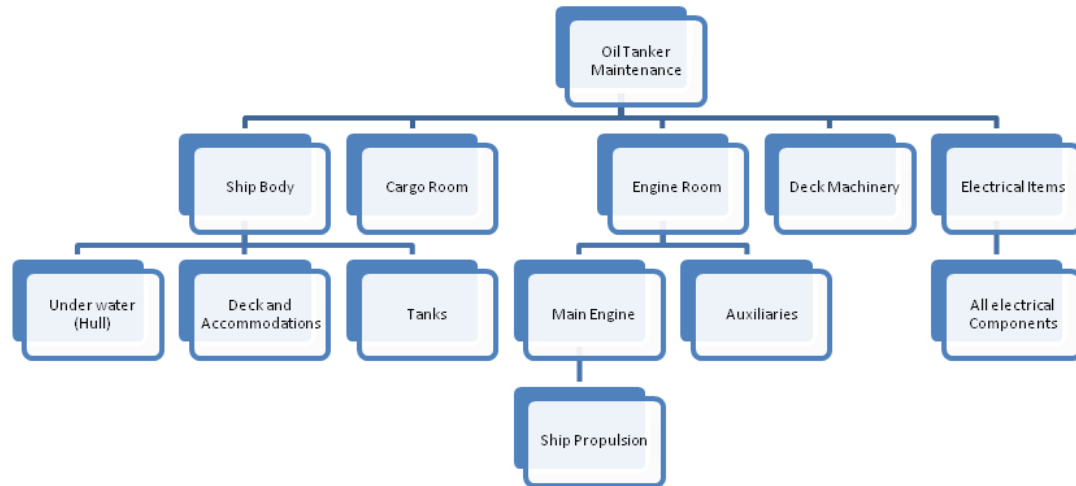 Oil Tanker
Maintenance
Ship Body
Cargo Room
Engine Room
Deck Machinery
Electrical Items
Under water
(Hull)
Deck and
Accommodations
Tanks
Main Engine
Auxiliaries
All electrical
Components
Ship Propulsion